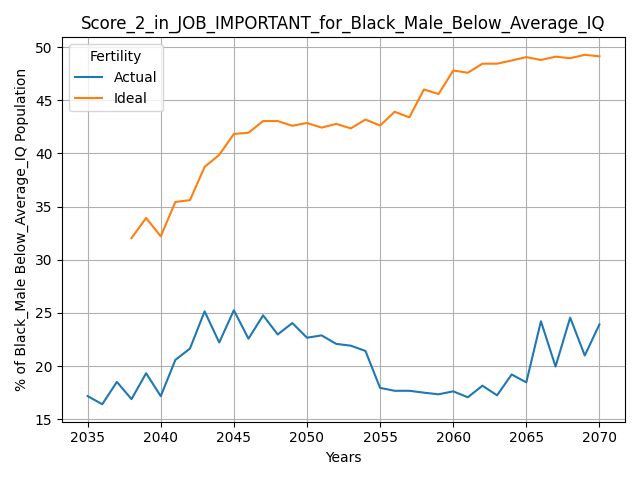 Score_2_in_JOB_IMPORTANT_for_Black_Male_Below_Average_IQ
Fertility
Actual
Ideal
% of Black_Male Below_Average_IQ Population
50
45
40
35
30
25
20
15
2035 2040 2045 2050 2055 2060 2065 2070
Years